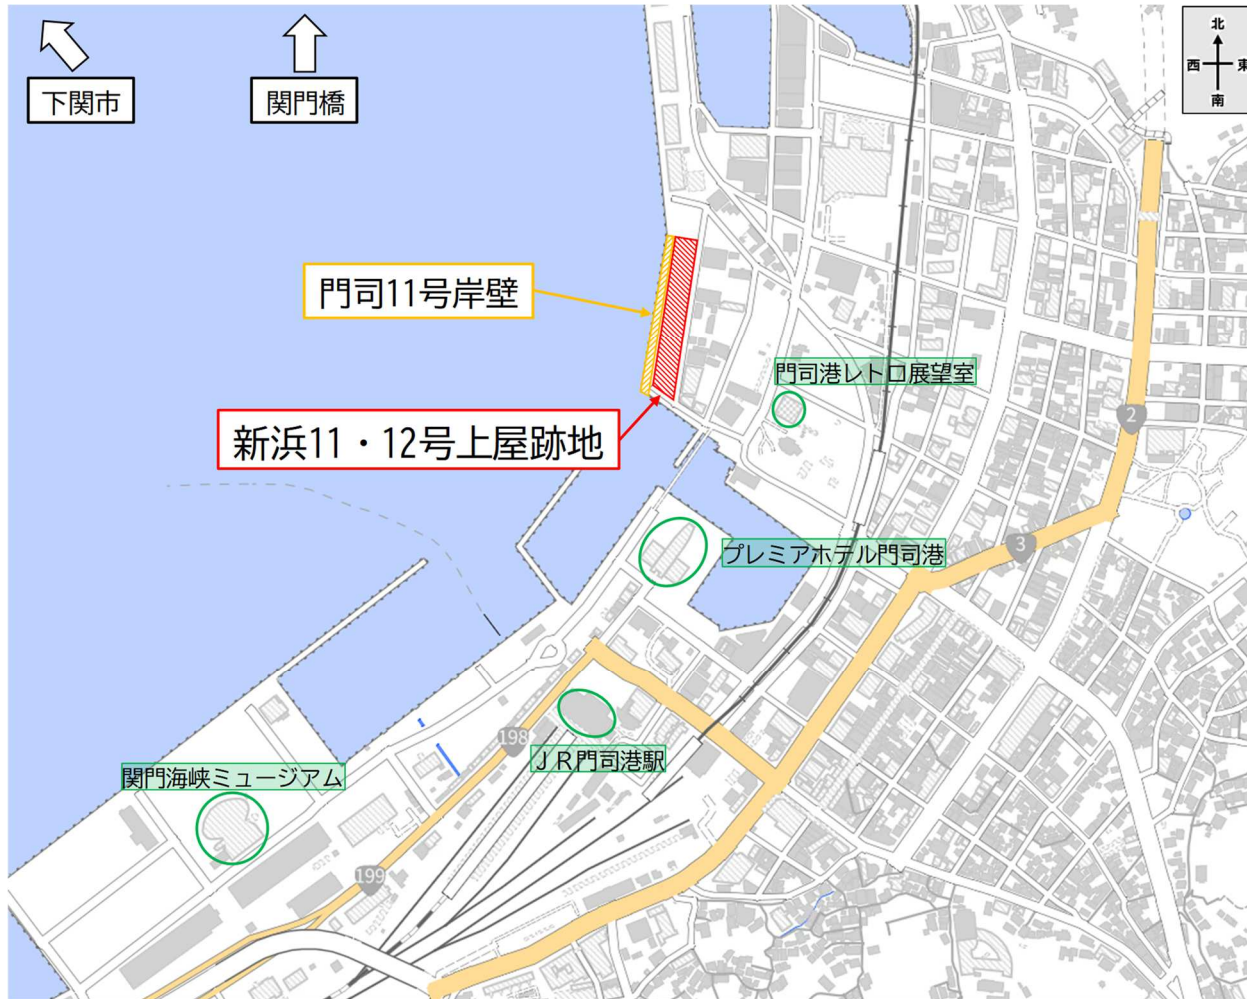 下関市
関門橋
北
西
東
南
門司11号岸壁
門司港レトロ展望室
新浜11・12号上屋跡地
2
3
プレミアホテル門司港
198
JR門司港駅
関門海峡ミュージアム
199